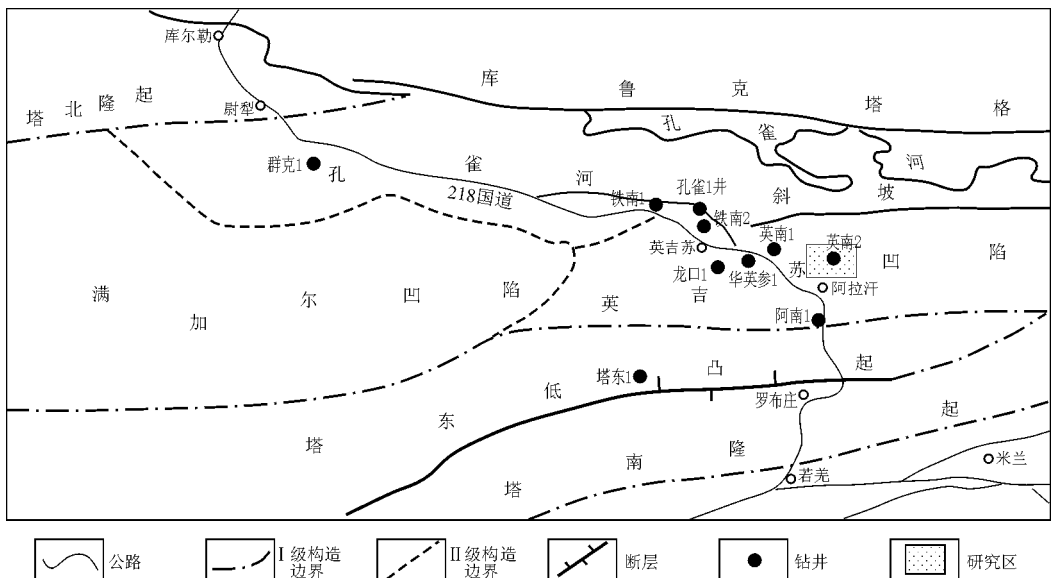 库尔勒
库鲁克塔格
塔北隆起
尉犁
孔雀河斜坡
群克1
孔雀河
218国道
铁南1
孔雀1井
铁南2
英吉苏
英南1
英南2
龙口1
华英参1
阿拉汗
英吉苏凹陷
满加尔凹陷
阿南1
塔东1
塔东低凸起
罗布庄
塔南隆起
若羌
米兰
公路
Ⅰ级构造
边界
Ⅱ级构造
边界
断层
钻井
研究区